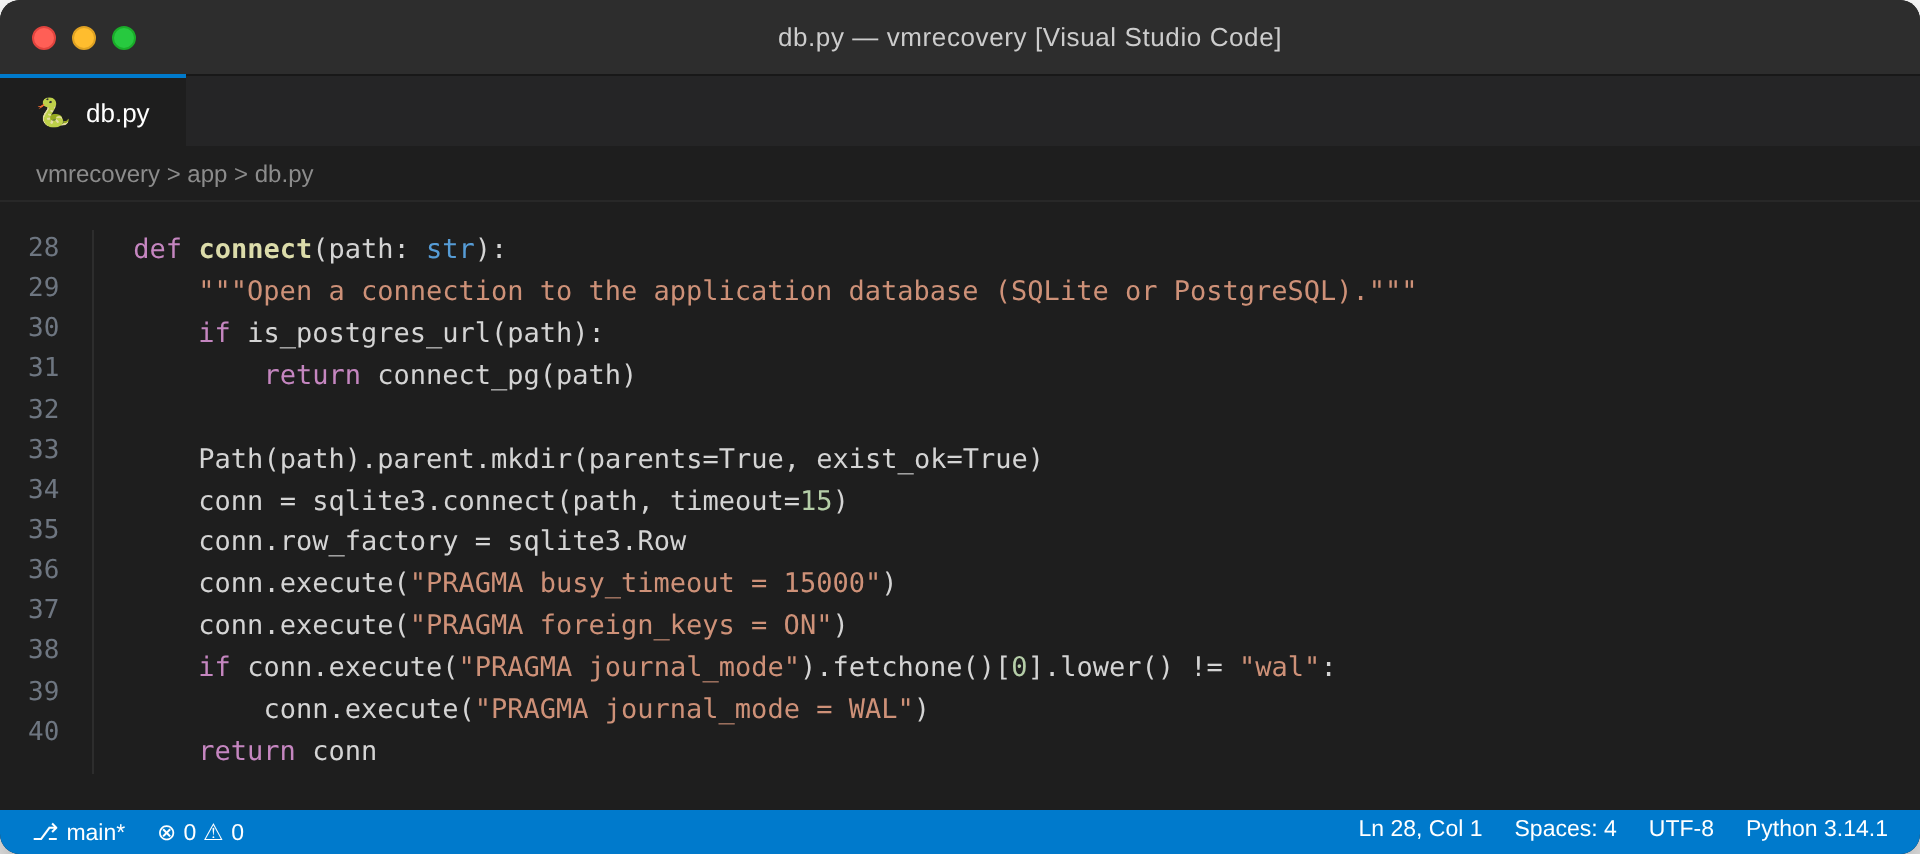 db.py — vmrecovery [Visual Studio Code]
db.py
vmrecovery > app > db.py
28 def connect(path: str):
29     """Open a connection to the application database (SQLite or PostgreSQL)."""
30     if is_postgres_url(path):
31         return connect_pg(path)
32
33     Path(path).parent.mkdir(parents=True, exist_ok=True)
34     conn = sqlite3.connect(path, timeout=15)
35     conn.row_factory = sqlite3.Row
36     conn.execute("PRAGMA busy_timeout = 15000")
37     conn.execute("PRAGMA foreign_keys = ON")
38     if conn.execute("PRAGMA journal_mode").fetchone()[0].lower() != "wal":
39         conn.execute("PRAGMA journal_mode = WAL")
40     return conn
⎇ main* ⊗ 0 ⚠ 0 Ln 28, Col 1 Spaces: 4 UTF-8 Python 3.14.1